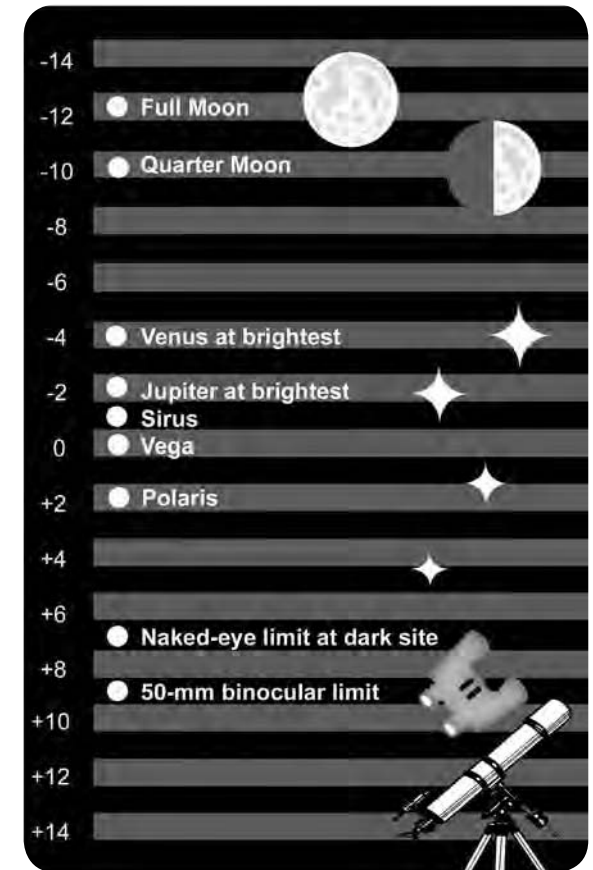 -14
-12 Full Moon
-10 Quarter Moon
-8
-6
-4 Venus at brightest
-2 Jupiter at brightest
Sirus
0 Vega
+2 Polaris
+4
+6
Naked-eye limit at dark site
+8
50-mm binocular limit
+10
+12
+14